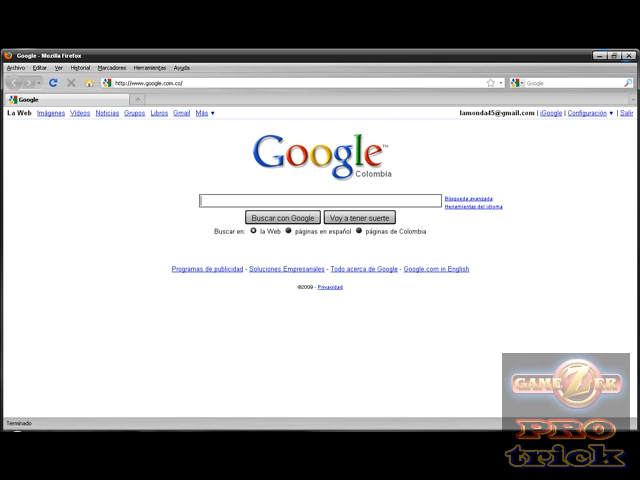 Google - Mozilla Firefox
Archivo Editar Ver Historial Marcadores Herramientas Ayuda
http://www.google.com.co/ Google
Google
La Web Imágenes Vídeos Noticias Grupos Libros Gmail Más ▼ lamonda45@gmail.com | iGoogle | Configuración ▼ | Salir
Google™
Colombia
Búsqueda avanzada
Herramientas del idioma
Buscar con Google Voy a tener suerte
Buscar en: la Web páginas en español páginas de Colombia
Programas de publicidad - Soluciones Empresariales - Todo acerca de Google - Google.com in English
©2009 - Privacidad
GAMEZER
PRO
trick
Terminado